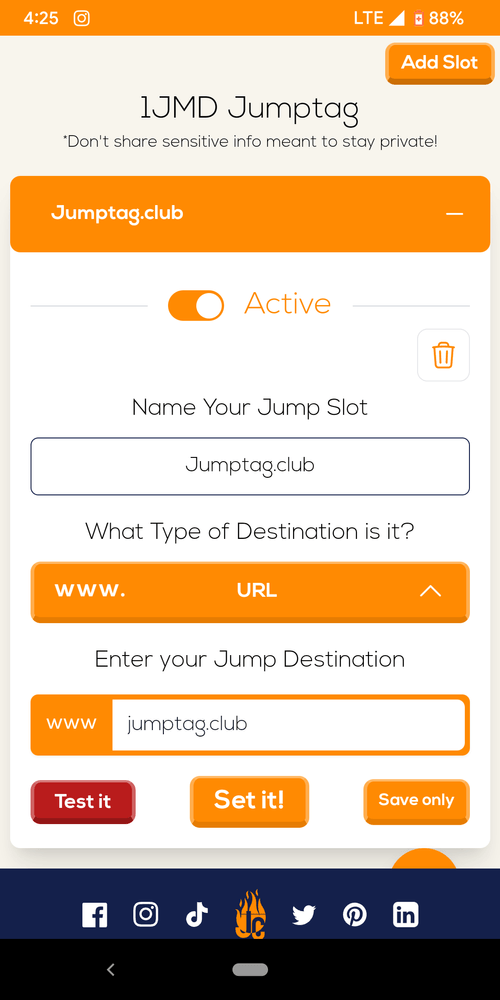 4:25 LTE 88%
Add Slot
1JMD Jumptag
*Don't share sensitive info meant to stay private!
Jumptag.club
Active
Name Your Jump Slot
Jumptag.club
What Type of Destination is it?
www. URL
Enter your Jump Destination
www jumptag.club
Test it Set it! Save only
JC